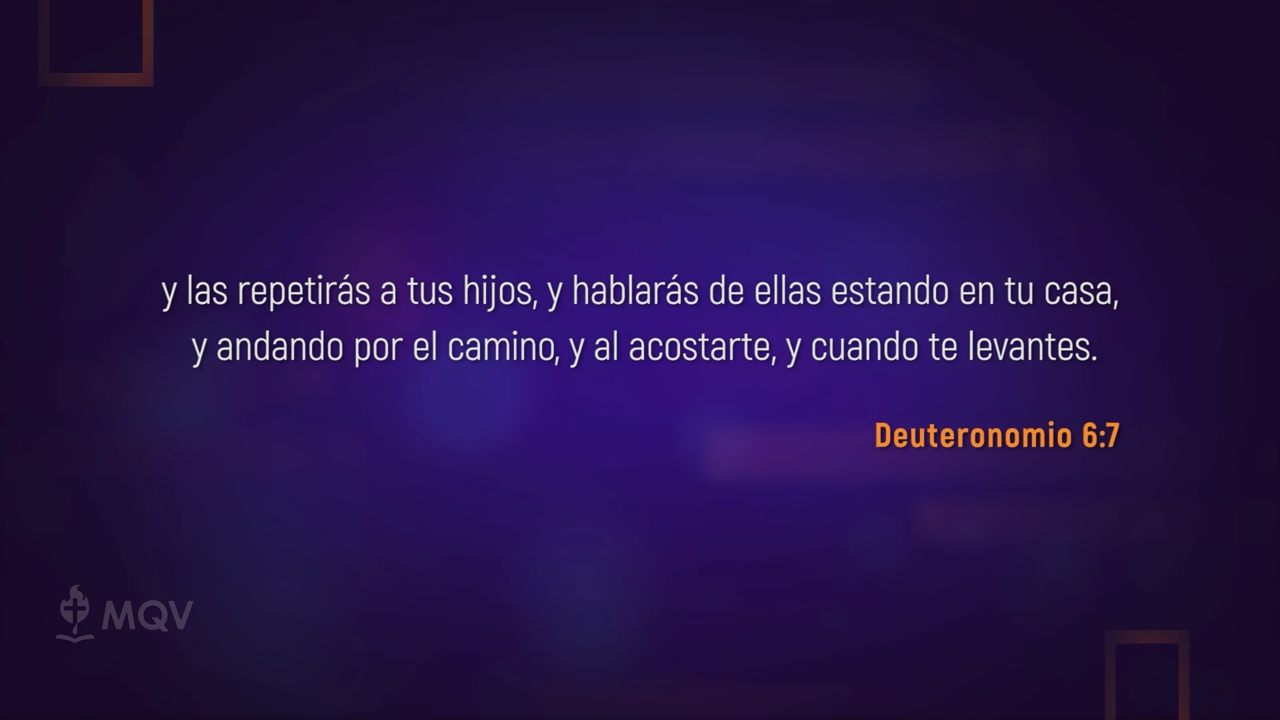 y las repetirás a tus hijos, y hablarás de ellas estando en tu casa,
y andando por el camino, y al acostarte, y cuando te levantes.
Deuteronomio 6:7
MQV